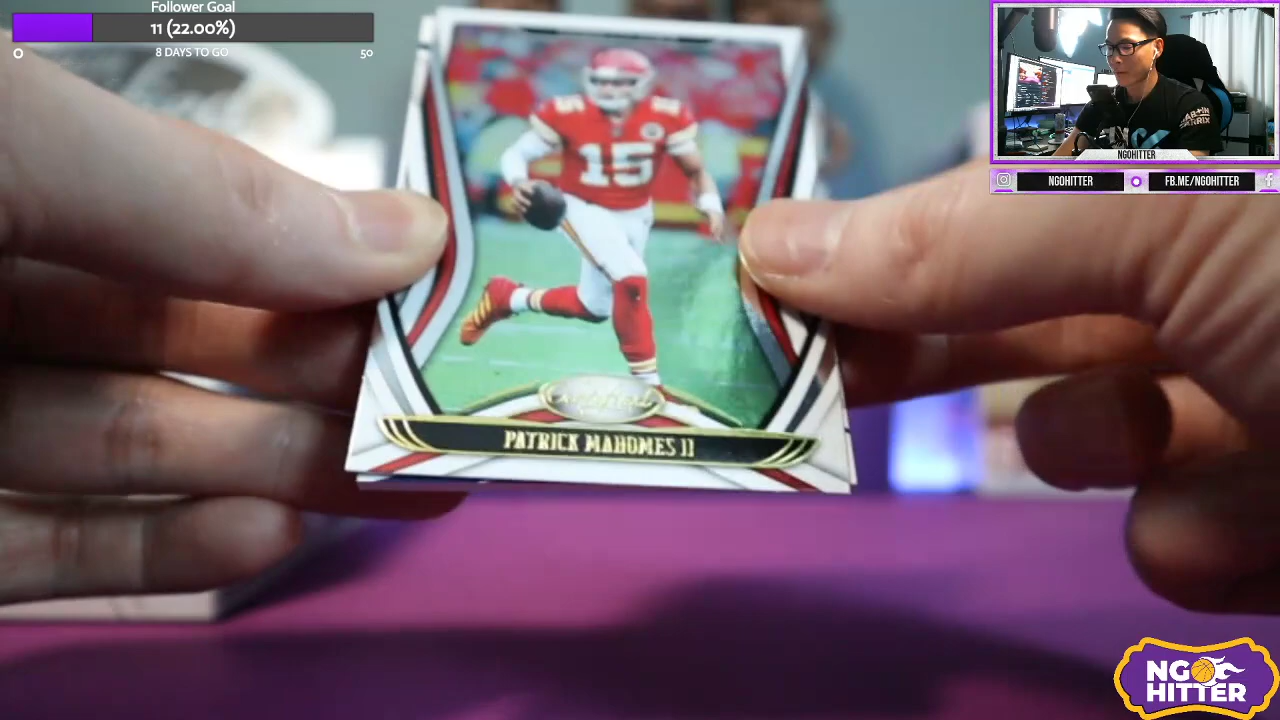 Follower Goal
11 (22.00%)
0
8 DAYS TO GO
50
15
15
PATRICK MAHOMES II
NGOHITTER
NGOHITTER
FB.ME/NGOHITTER
NGO
HITTER